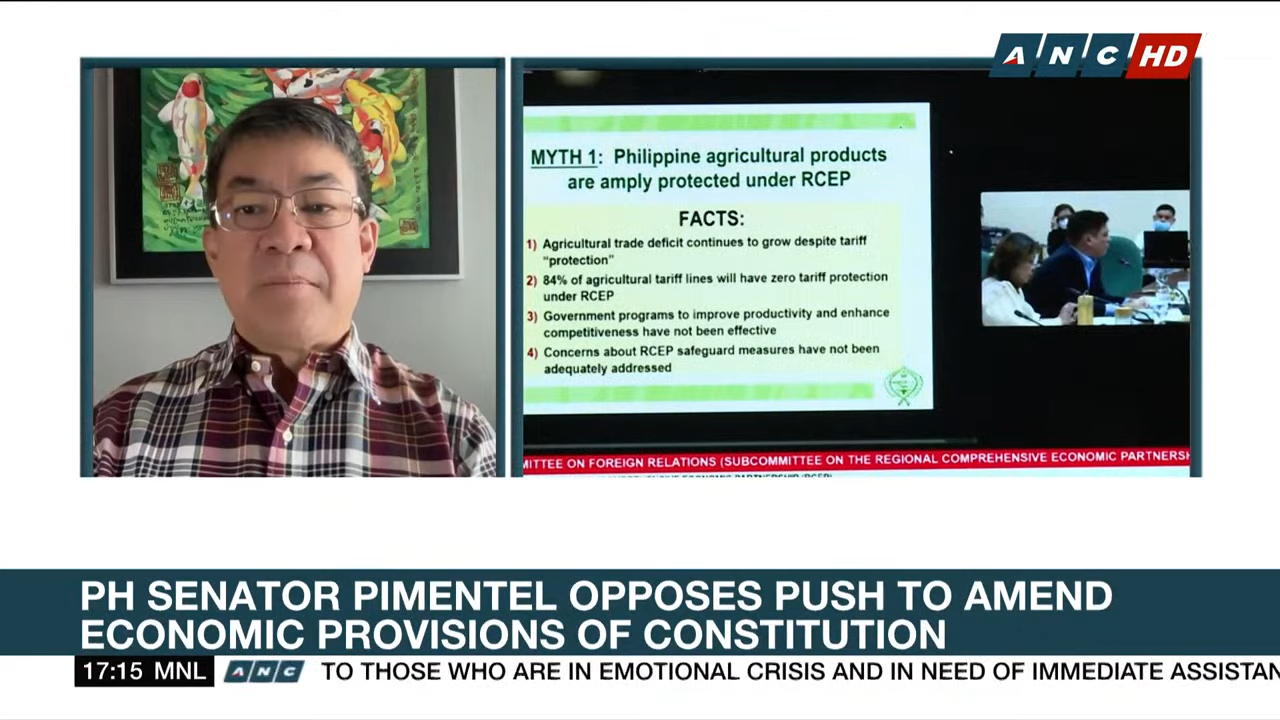 ANC HD
MYTH 1: Philippine agricultural products
are amply protected under RCEP
FACTS:
1) Agricultural trade deficit continues to grow despite tariff
“protection”
2) 84% of agricultural tariff lines will have zero tariff protection
under RCEP
3) Government programs to improve productivity and enhance
competitiveness have not been effective
4) Concerns about RCEP safeguard measures have not been
adequately addressed
MITTEE ON FOREIGN RELATIONS (SUBCOMMITTEE ON THE REGIONAL COMPREHENSIVE ECONOMIC PARTNERSH
PH SENATOR PIMENTEL OPPOSES PUSH TO AMEND
ECONOMIC PROVISIONS OF CONSTITUTION
17:15 MNL ANC TO THOSE WHO ARE IN EMOTIONAL CRISIS AND IN NEED OF IMMEDIATE ASSISTAN